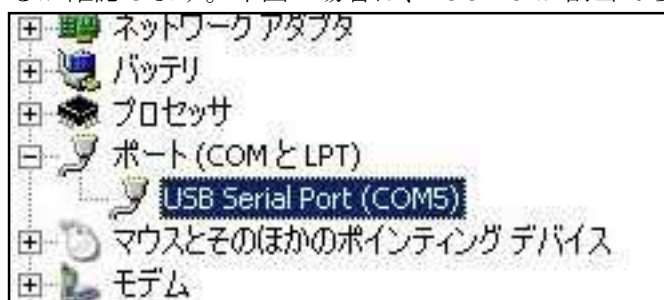 ネットワーク アダプタ
バッテリ
プロセッサ
ポート (COM と LPT)
USB Serial Port (COM5)
マウスとそのほかのポインティング デバイス
モデム